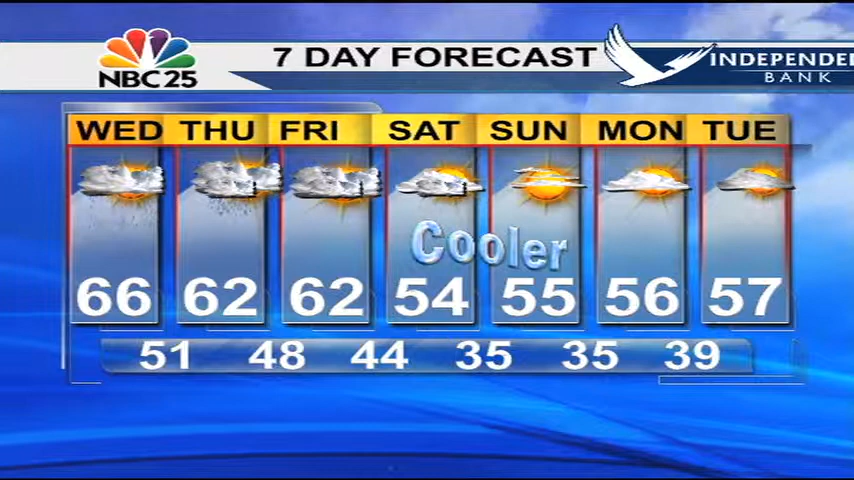 NBC25
7 DAY FORECAST
BANK
WED THU FRI SAT SUN MON TUE
Cooler
66 62 62 54 55 56 57
51 48 44 35 35 39